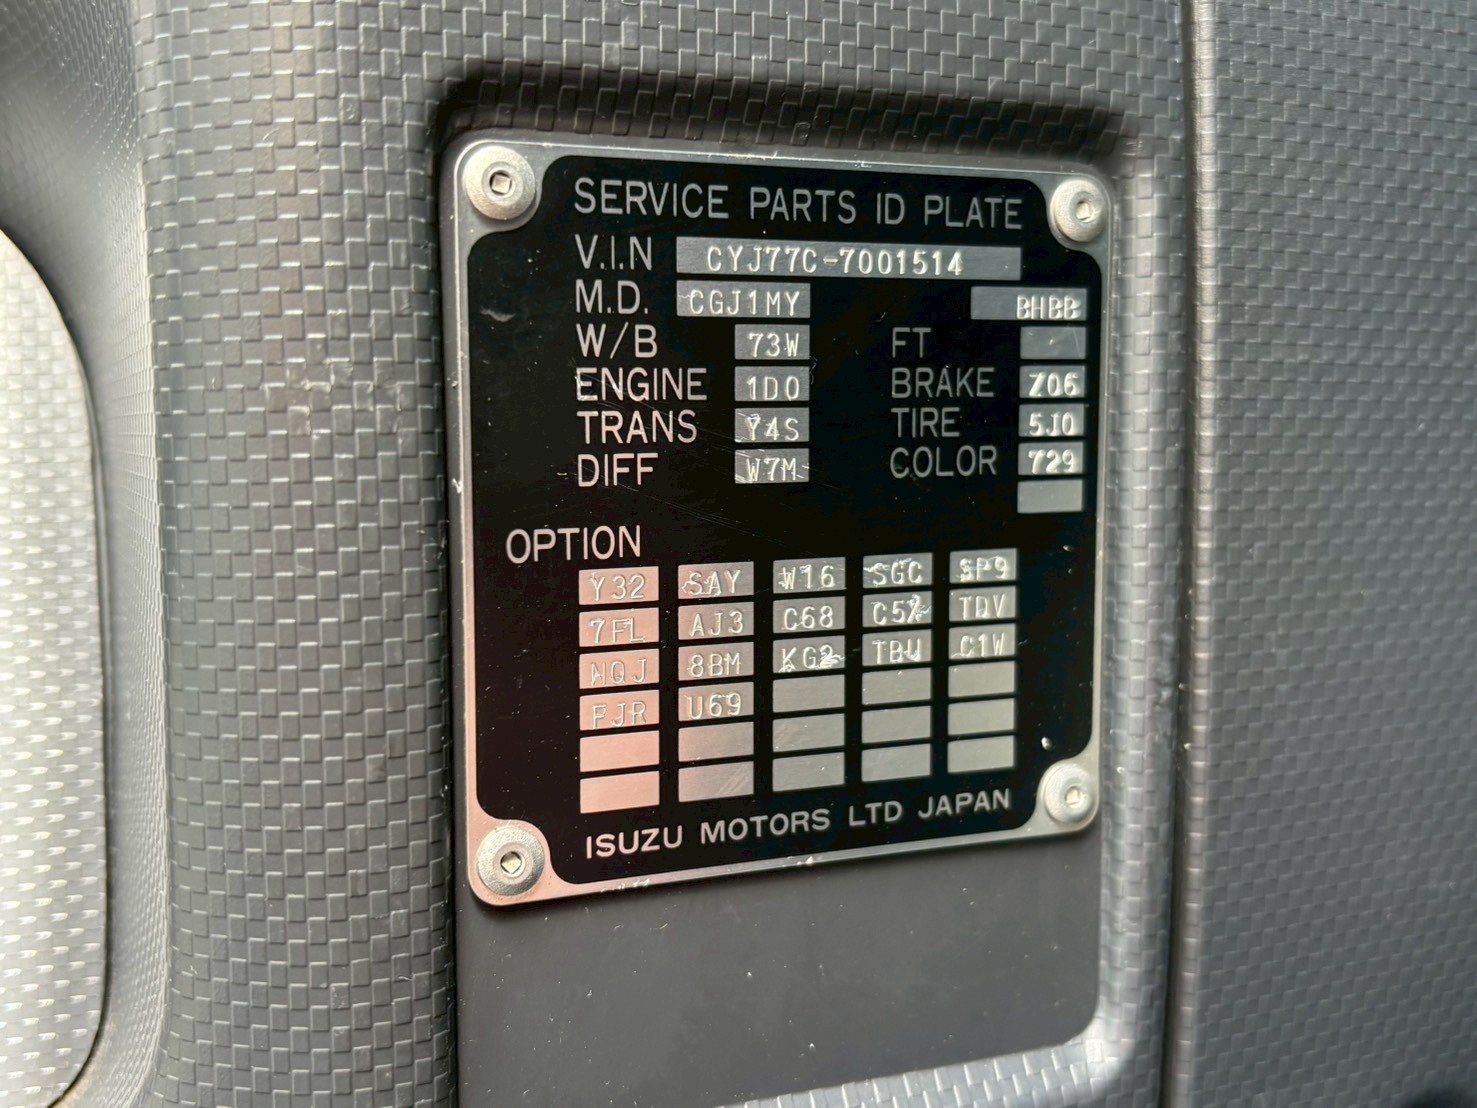 SERVICE PARTS ID PLATE
V.I.N CYJ77C-7001514
M.D. CGJ1MY BHBB
W/B 73W FT
ENGINE 1D0 BRAKE Z06
TRANS Y4S TIRE 5J0
DIFF W7M COLOR 729
OPTION
Y32 SAY W16 SGC SP9
7FL AJ3 C68 TDV
NQJ 8BM KG2 TBW C1W
FJR U69
ISUZU MOTORS LTD JAPAN